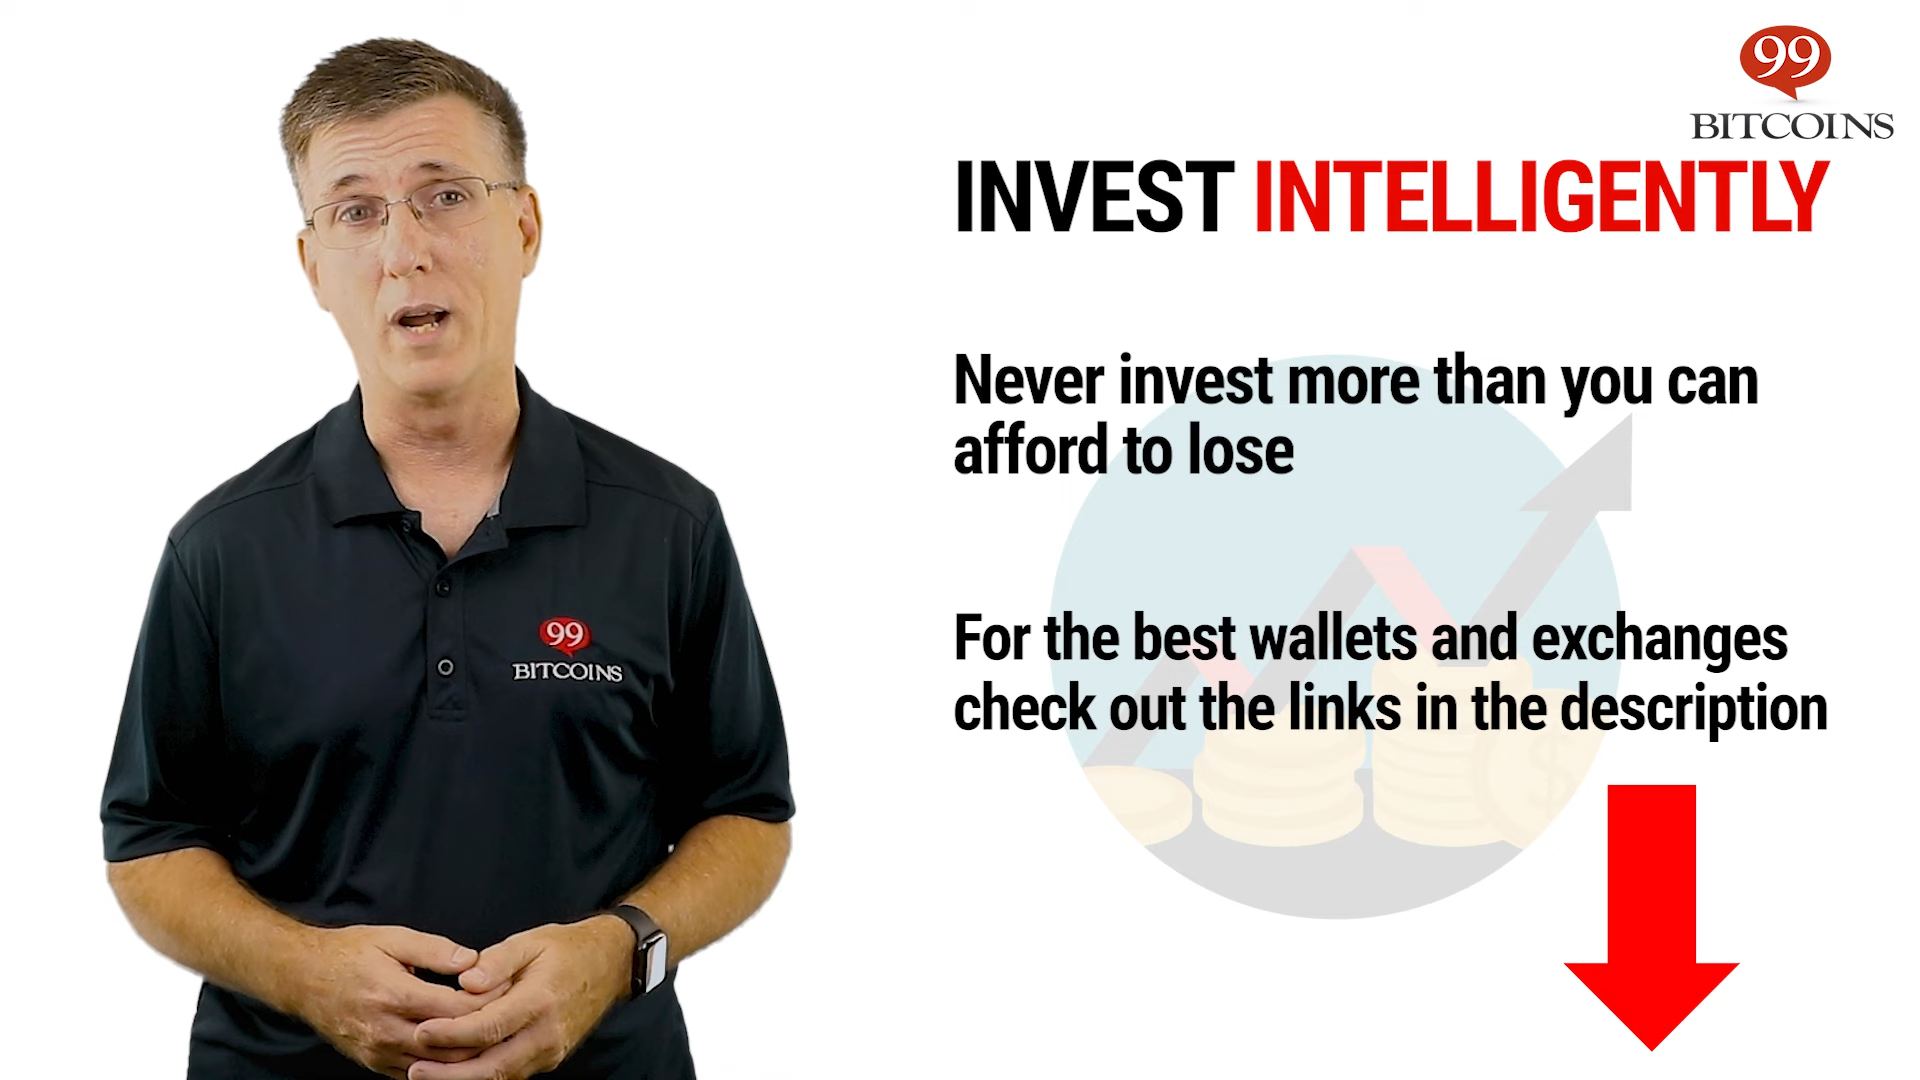 99
BITCOINS
INVEST INTELLIGENTLY
Never invest more than you can
afford to lose
For the best wallets and exchanges
check out the links in the description
$
99
BITCOINS